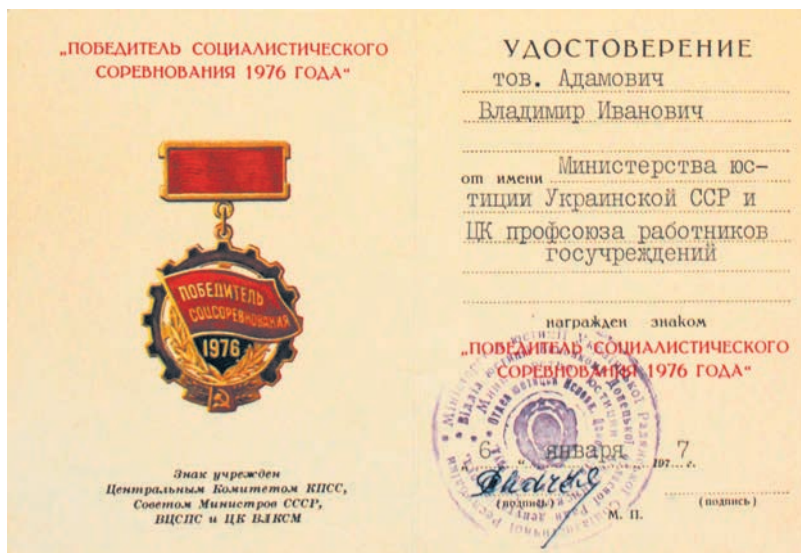 „ПОБЕДИТЕЛЬ СОЦИАЛИСТИЧЕСКОГО
СОРЕВНОВАНИЯ 1976 ГОДА“
ПОБЕДИТЕЛЬ
СОЦСОРЕВНОВАНИЯ
1976
Знак учрежден
Центральным Комитетом КПСС,
Советом Министров СССР,
ВЦСПС и ЦК ВЛКСМ
УДОСТОВЕРЕНИЕ
тов. Адамович
Владимир Иванович
от имени Министерства юс-
тиции Украинской ССР и
ЦК профсоюза работников
госучреждений
награжден знаком
„ПОБЕДИТЕЛЬ СОЦИАЛИСТИЧЕСКОГО
СОРЕВНОВАНИЯ 1976 ГОДА“
„6“ января 1977 г.
(подпись)
М. П.
(подпись)